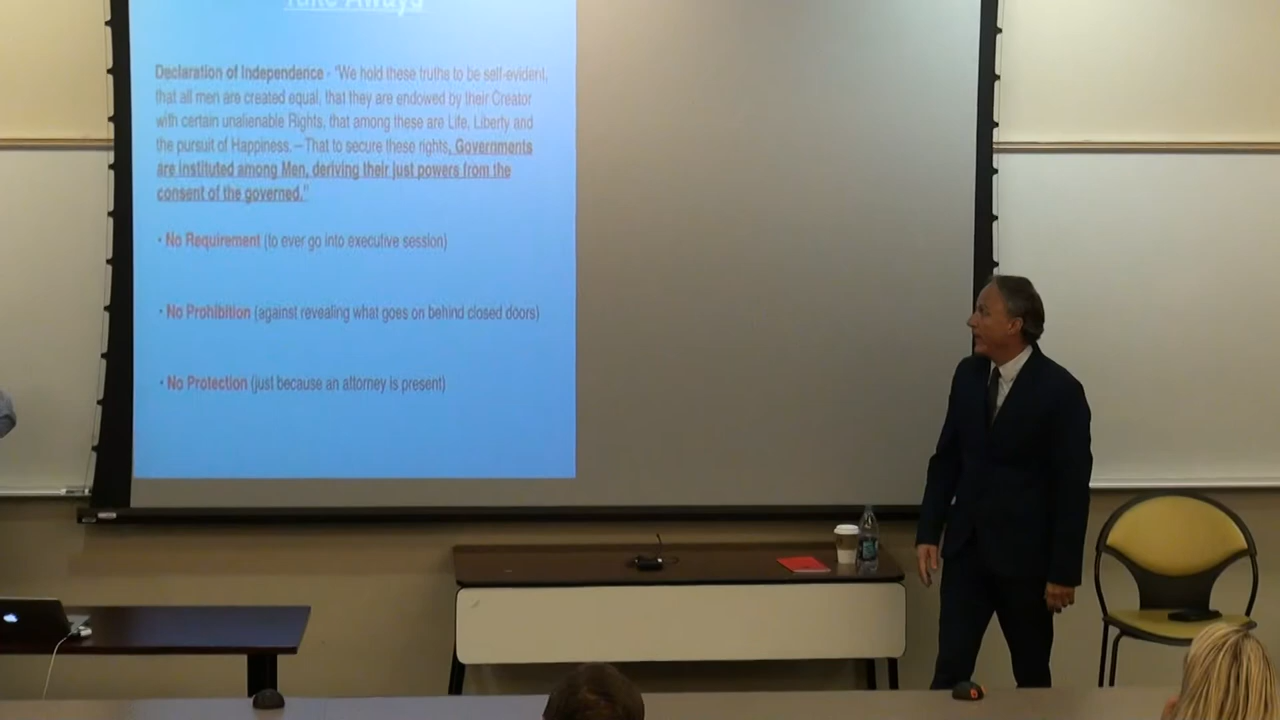 Take Aways
Declaration of Independence - "We hold these truths to be self-evident,
that all men are created equal, that they are endowed by their Creator
with certain unalienable Rights, that among these are Life, Liberty and
the pursuit of Happiness. – That to secure these rights, Governments
are instituted among Men, deriving their just powers from the
consent of the governed."
• No Requirement (to ever go into executive session)
• No Prohibition (against revealing what goes on behind closed doors)
• No Protection (just because an attorney is present)